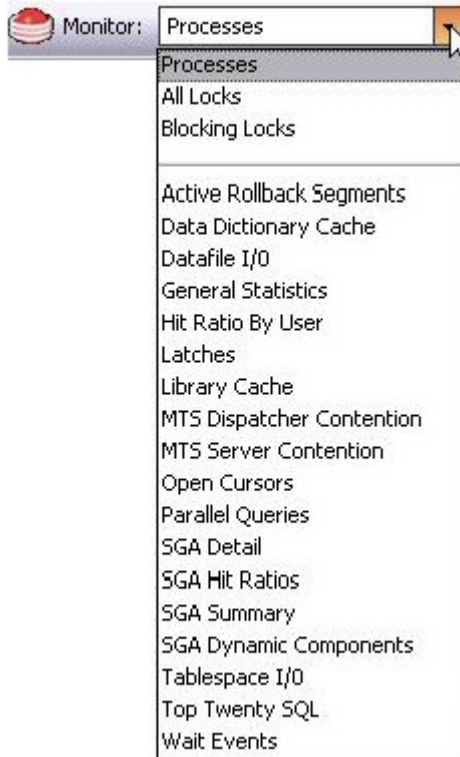 Monitor: Processes
Processes
All Locks
Blocking Locks
Active Rollback Segments
Data Dictionary Cache
Datafile I/O
General Statistics
Hit Ratio By User
Latches
Library Cache
MTS Dispatcher Contention
MTS Server Contention
Open Cursors
Parallel Queries
SGA Detail
SGA Hit Ratios
SGA Summary
SGA Dynamic Components
Tablespace I/O
Top Twenty SQL
Wait Events